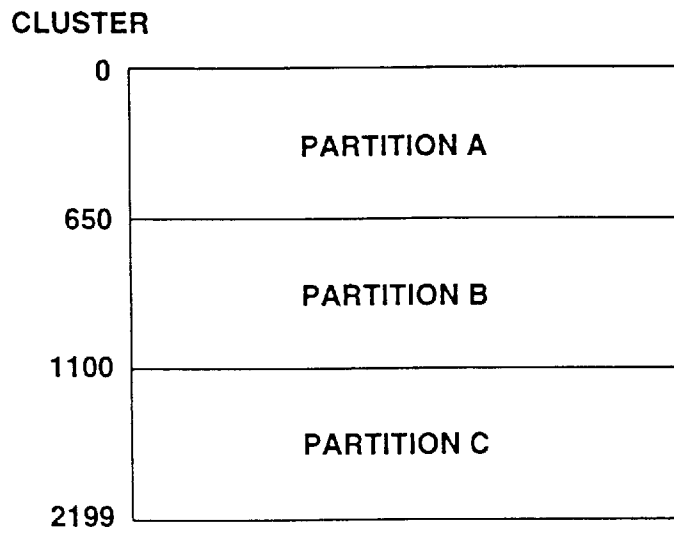 CLUSTER
0
PARTITION A
650
PARTITION B
1100
PARTITION C
2199